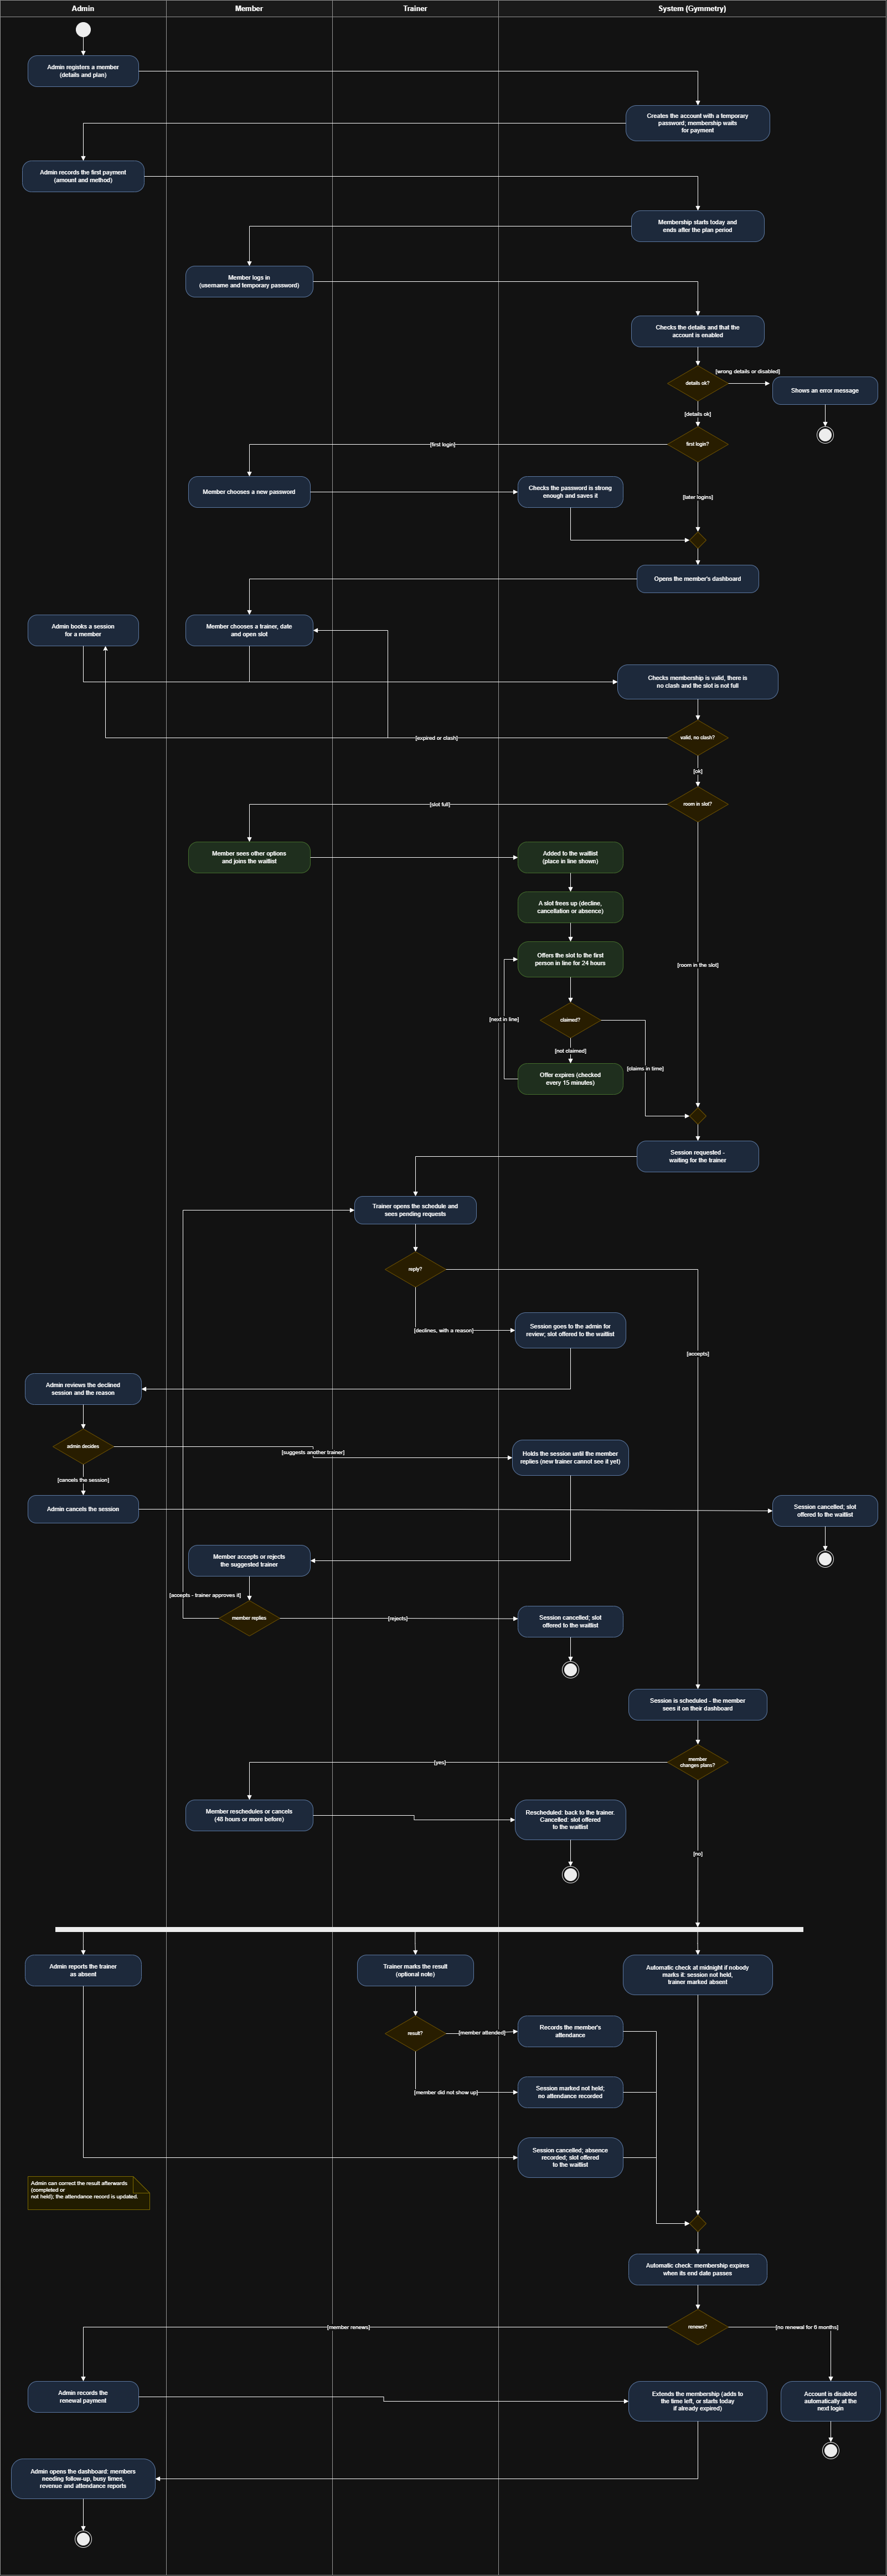 Admin
Member
Trainer
System (Gymmetry)
Admin registers a member
(details and plan)
Creates the account with a temporary
password; membership waits
for payment
Admin records the first payment
(amount and method)
Membership starts today and
ends after the plan period
Member logs in
(username and temporary password)
Checks the details and that the
account is enabled
details ok?
[wrong details or disabled]
Shows an error message
[details ok]
first login?
[first login]
Member chooses a new password
Checks the password is strong
enough and saves it
[later logins]
Opens the member's dashboard
Admin books a session
for a member
Member chooses a trainer, date
and open slot
Checks membership is valid, there is
no clash and the slot is not full
valid, no clash?
[expired or clash]
[ok]
room in slot?
[slot full]
Member sees other options
and joins the waitlist
Added to the waitlist
(place in line shown)
A slot frees up (decline,
cancellation or absence)
Offers the slot to the first
person in line for 24 hours
[room in the slot]
[next in line]
claimed?
[not claimed]
[claims in time]
Offer expires (checked
every 15 minutes)
Session requested -
waiting for the trainer
Trainer opens the schedule and
sees pending requests
reply?
[declines, with a reason]
Session goes to the admin for
review; slot offered to the waitlist
[accepts]
Admin reviews the declined
session and the reason
admin decides
[suggests another trainer]
Holds the session until the member
replies (new trainer cannot see it yet)
[cancels the session]
Admin cancels the session
Session cancelled; slot
offered to the waitlist
Member accepts or rejects
the suggested trainer
[accepts - trainer approves it]
member replies
[rejects]
Session cancelled; slot
offered to the waitlist
Session is scheduled - the member
sees it on their dashboard
member
changes plans?
[yes]
Member reschedules or cancels
(48 hours or more before)
Rescheduled: back to the trainer.
Cancelled: slot offered
to the waitlist
[no]
Admin reports the trainer
as absent
Trainer marks the result
(optional note)
Automatic check at midnight if nobody
marks it: session not held,
trainer marked absent
result?
[member attended]
Records the member's
attendance
[member did not show up]
Session marked not held;
no attendance recorded
Session cancelled; absence
recorded; slot offered
to the waitlist
Admin can correct the result afterwards
(completed or
not held); the attendance record is updated.
Automatic check: membership expires
when its end date passes
renews?
[member renews]
[no renewal for 6 months]
Admin records the
renewal payment
Extends the membership (adds to
the time left, or starts today
if already expired)
Account is disabled
automatically at the
next login
Admin opens the dashboard: members
needing follow-up, busy times,
revenue and attendance reports